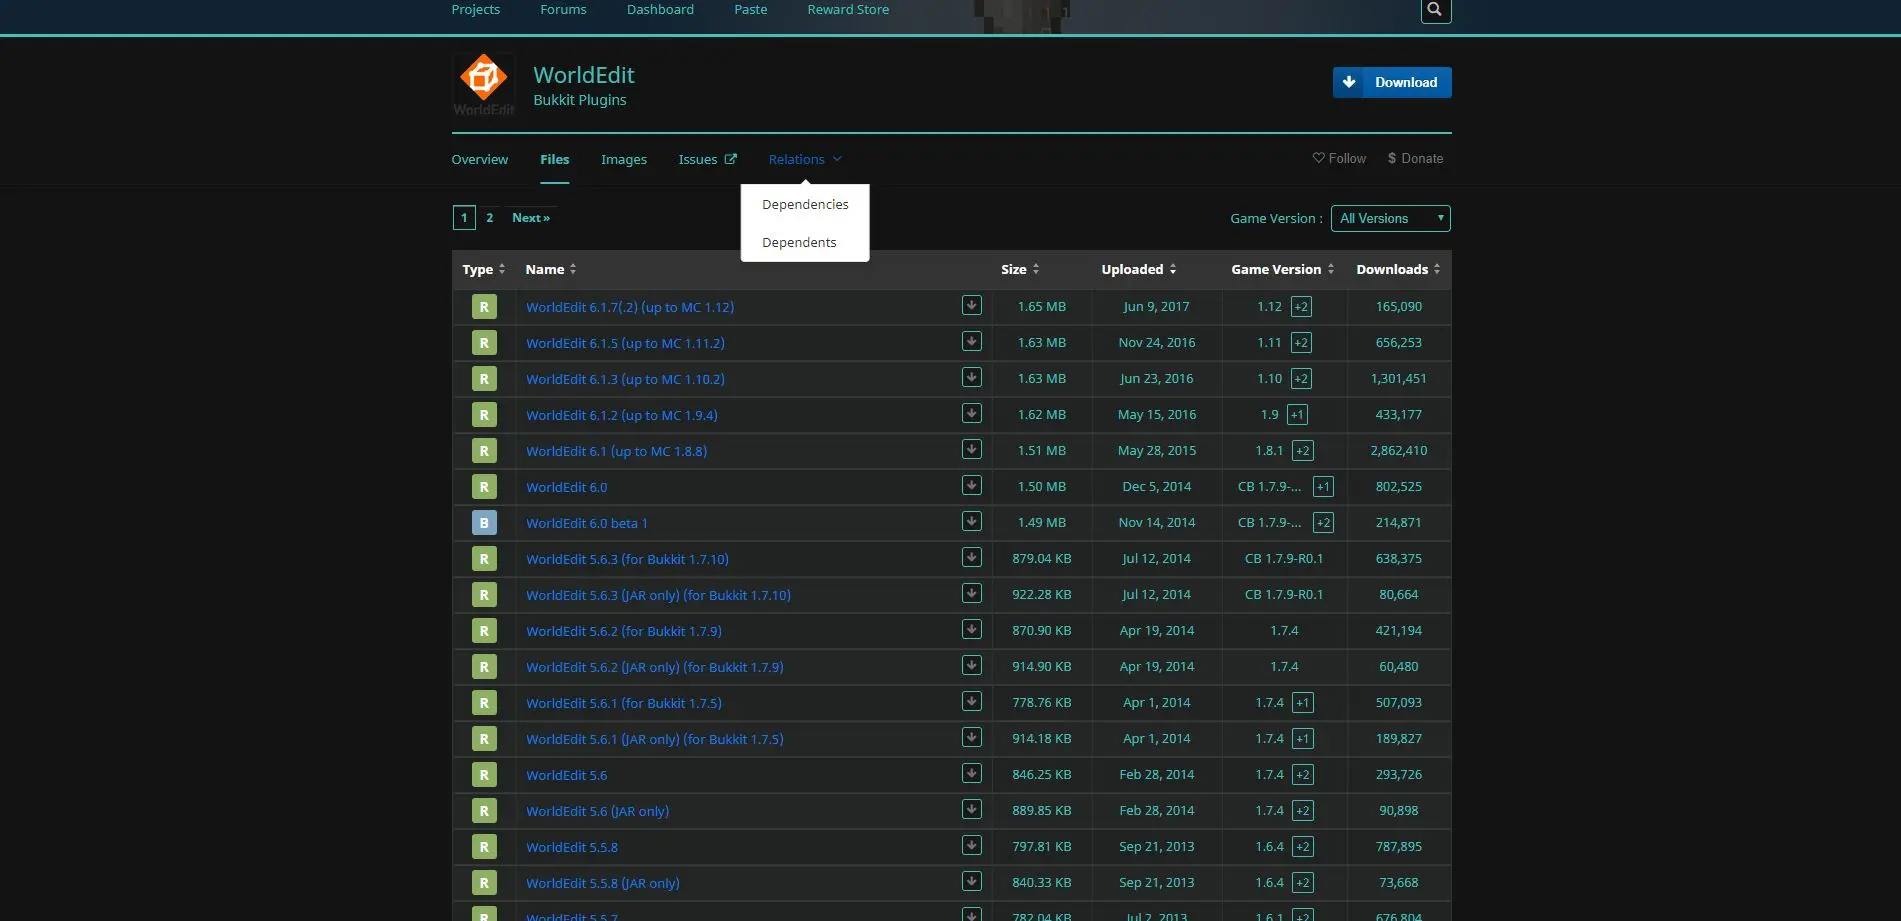 Projects Forums Dashboard Paste Reward Store
WorldEdit
WorldEdit
Bukkit Plugins
Download
Overview Files Images Issues Relations Follow $ Donate
Dependencies
Dependents
1 2 Next » Game Version : All Versions
Type Name Size Uploaded Game Version Downloads
R WorldEdit 6.1.7(.2) (up to MC 1.12) 1.65 MB Jun 9, 2017 1.12 +2 165,090
R WorldEdit 6.1.5 (up to MC 1.11.2) 1.63 MB Nov 24, 2016 1.11 +2 656,253
R WorldEdit 6.1.3 (up to MC 1.10.2) 1.63 MB Jun 23, 2016 1.10 +2 1,301,451
R WorldEdit 6.1.2 (up to MC 1.9.4) 1.62 MB May 15, 2016 1.9 +1 433,177
R WorldEdit 6.1 (up to MC 1.8.8) 1.51 MB May 28, 2015 1.8.1 +2 2,862,410
R WorldEdit 6.0 1.50 MB Dec 5, 2014 CB 1.7.9-... +1 802,525
B WorldEdit 6.0 beta 1 1.49 MB Nov 14, 2014 CB 1.7.9-... +2 214,871
R WorldEdit 5.6.3 (for Bukkit 1.7.10) 879.04 KB Jul 12, 2014 CB 1.7.9-R0.1 638,375
R WorldEdit 5.6.3 (JAR only) (for Bukkit 1.7.10) 922.28 KB Jul 12, 2014 CB 1.7.9-R0.1 80,664
R WorldEdit 5.6.2 (for Bukkit 1.7.9) 870.90 KB Apr 19, 2014 1.7.4 421,194
R WorldEdit 5.6.2 (JAR only) (for Bukkit 1.7.9) 914.90 KB Apr 19, 2014 1.7.4 60,480
R WorldEdit 5.6.1 (for Bukkit 1.7.5) 778.76 KB Apr 1, 2014 1.7.4 +1 507,093
R WorldEdit 5.6.1 (JAR only) (for Bukkit 1.7.5) 914.18 KB Apr 1, 2014 1.7.4 +1 189,827
R WorldEdit 5.6 846.25 KB Feb 28, 2014 1.7.4 +2 293,726
R WorldEdit 5.6 (JAR only) 889.85 KB Feb 28, 2014 1.7.4 +2 90,898
R WorldEdit 5.5.8 797.81 KB Sep 21, 2013 1.6.4 +2 787,895
R WorldEdit 5.5.8 (JAR only) 840.33 KB Sep 21, 2013 1.6.4 +2 73,668
R WorldEdit 5.5.7 782.04 KB Jul 2, 2013 1.6.1 +2 676,804